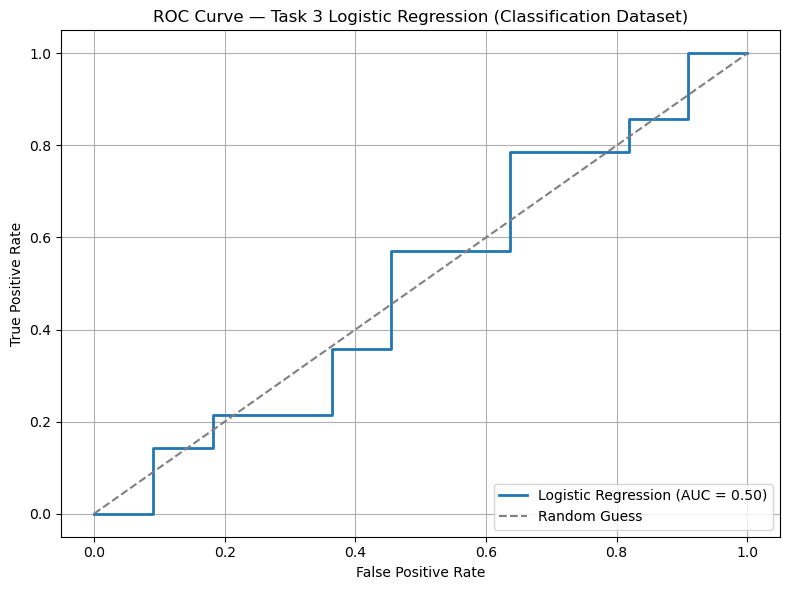 ROC Curve — Task 3 Logistic Regression (Classification Dataset)
True Positive Rate
1.0
0.8
0.6
0.4
0.2
0.0
Logistic Regression (AUC = 0.50)
Random Guess
0.0 0.2 0.4 0.6 0.8 1.0
False Positive Rate